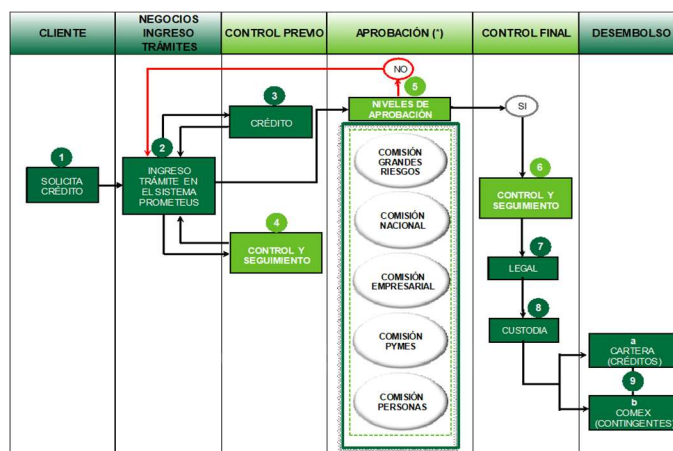 CLIENTE
NEGOCIOS
INGRESO
TRÁMITES
CONTROL PREVIO
APROBACIÓN (*)
CONTROL FINAL
DESEMBOLSO
1
SOLICITA
CRÉDITO
2
INGRESO
TRÁMITE EN
EL SISTEMA
PROMETEUS
3
CRÉDITO
4
CONTROL Y
SEGUIMIENTO
NO
5
NIVELES DE
APROBACIÓN
COMISIÓN
GRANDES
RIESGOS
COMISIÓN
NACIONAL
COMISIÓN
EMPRESARIAL
COMISIÓN
PYMES
COMISIÓN
PERSONAS
SI
6
CONTROL Y
SEGUIMIENTO
7
LEGAL
8
CUSTODIA
a
CARTERA
(CRÉDITOS)
9
b
COMEX
(CONTINGENTES)